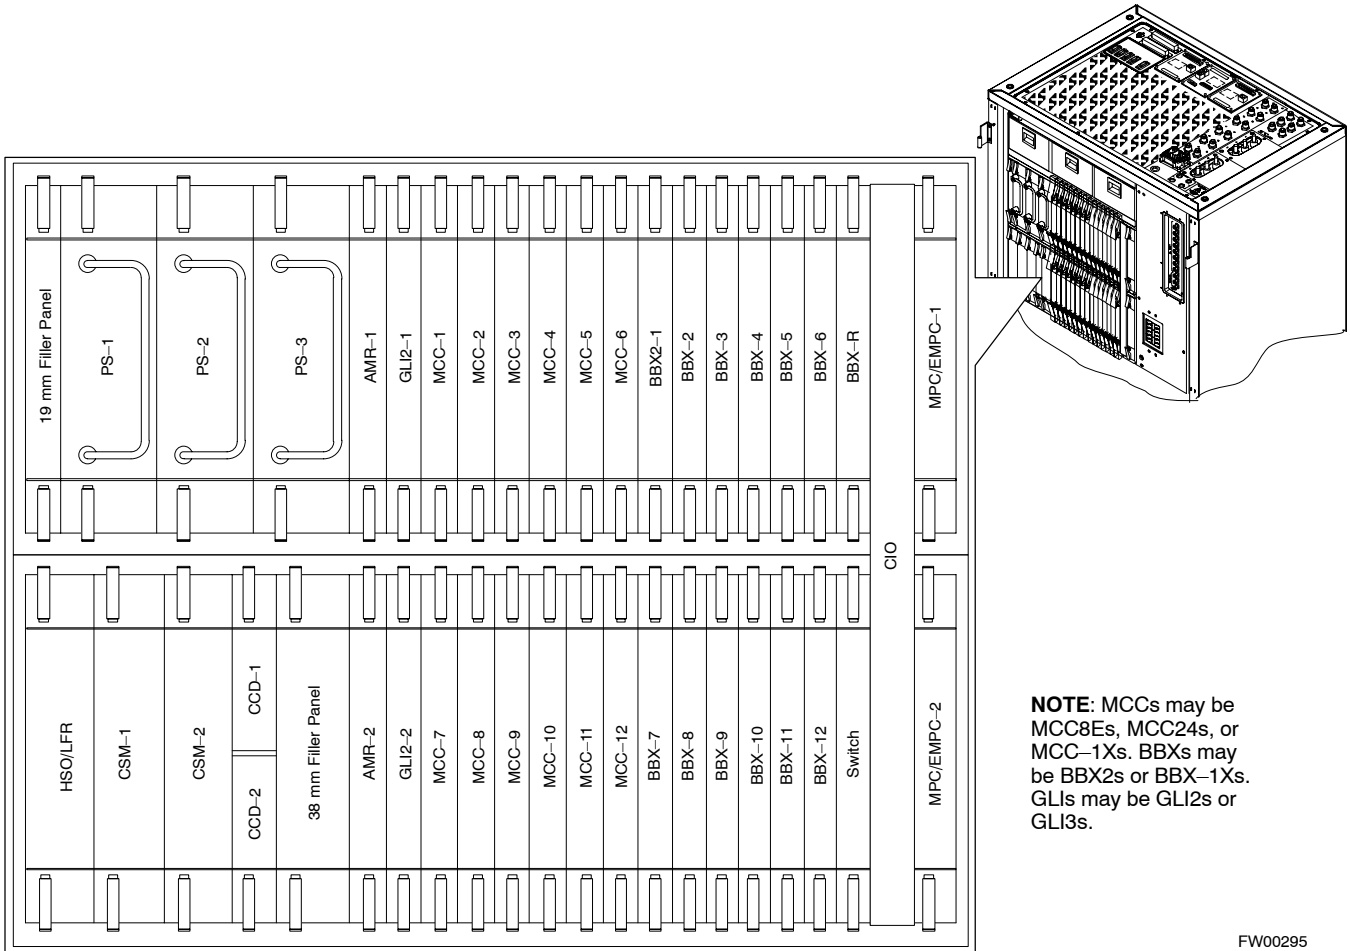 19 mm Filler Panel
PS–1
PS–2
PS–3
AMR–1
GLI2–1
MCC–1
MCC–2
MCC–3
MCC–4
MCC–5
MCC–6
BBX2–1
BBX–2
BBX–3
BBX–4
BBX–5
BBX–6
BBX–R
CIO
MPC/EMPC–1
HSO/LFR
CSM–1
CSM–2
CCD–1
CCD–2
38 mm Filler Panel
AMR–2
GLI2–2
MCC–7
MCC–8
MCC–9
MCC–10
MCC–11
MCC–12
BBX–7
BBX–8
BBX–9
BBX–10
BBX–11
BBX–12
Switch
MPC/EMPC–2
NOTE: MCCs may be
MCC8Es, MCC24s, or
MCC–1Xs. BBXs may
be BBX2s or BBX–1Xs.
GLIs may be GLI2s or
GLI3s.
FW00295